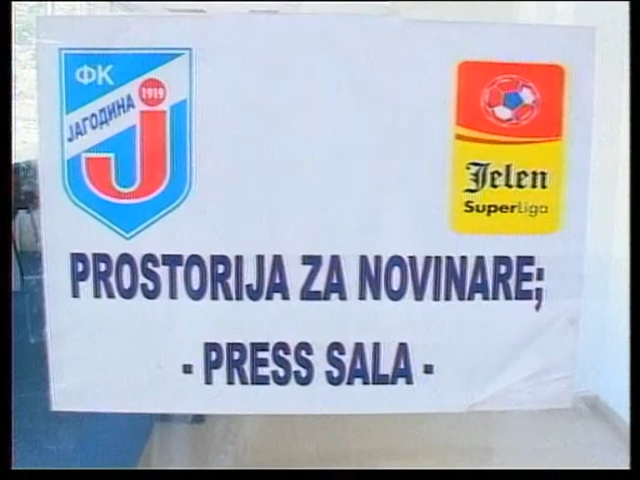 ФК
ЈАГОДИНА
1919
J
Jelen
SuperLiga
PROSTORIJA ZA NOVINARE;
- PRESS SALA -